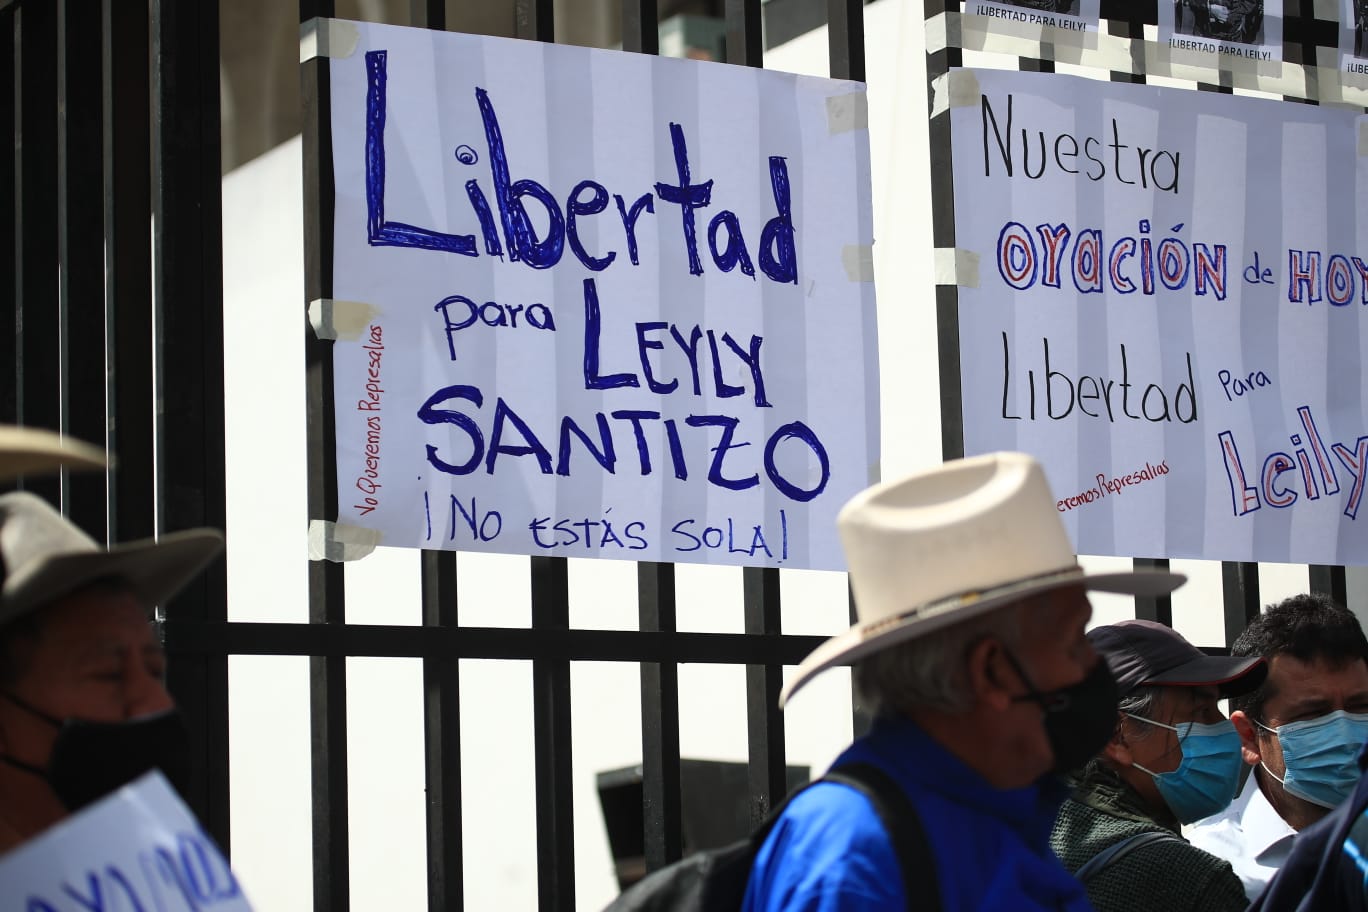 Libertad
para LEYLY
SANTIZO
¡NO ESTÁS SOLA!
No Queremos Represalias
¡LIBERTAD PARA LEILY!
¡LIBERTAD PARA LEILY!
Nuestra
oración de HOY
Libertad Para
Leily
eremos Represalias